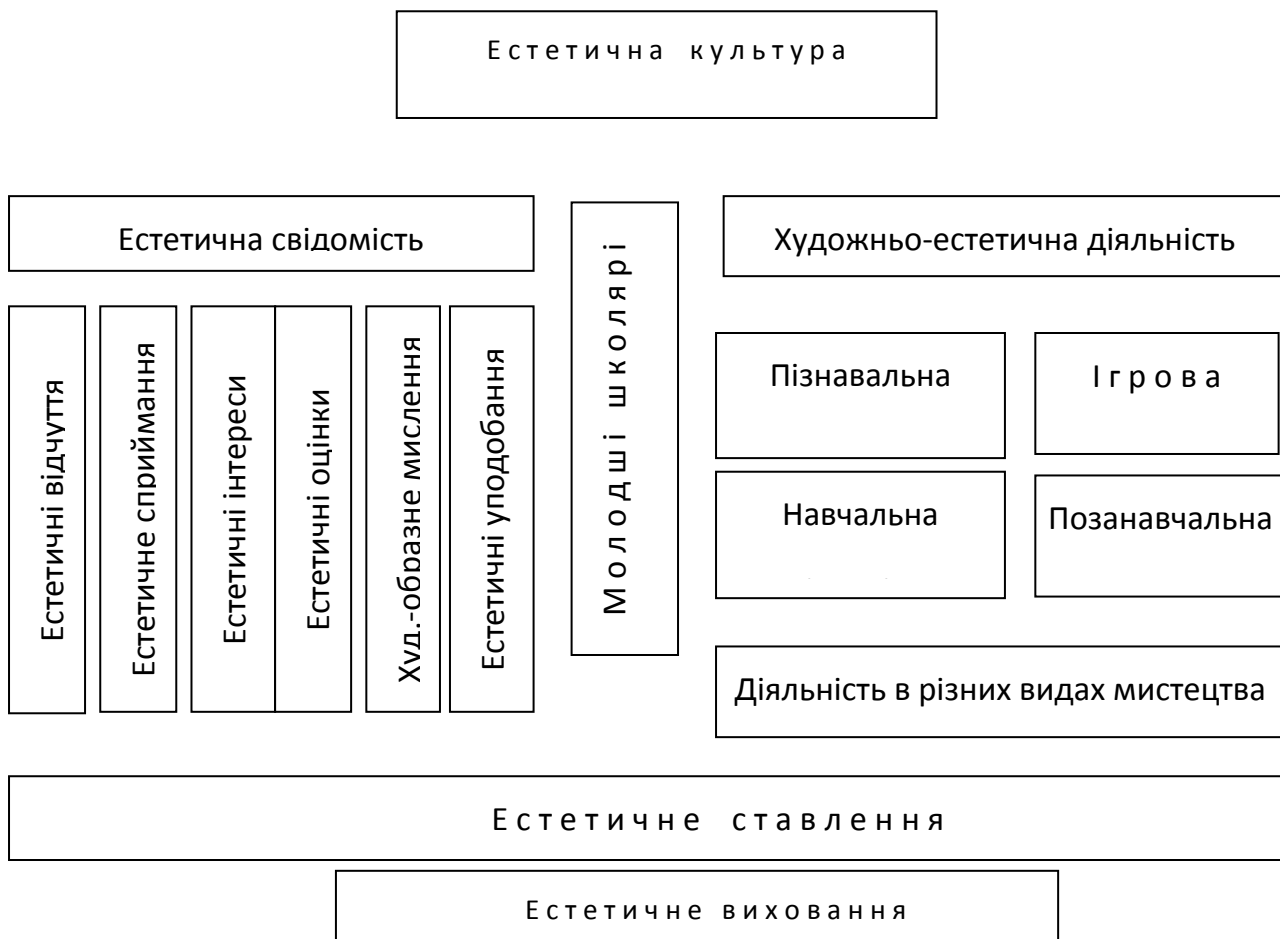 Естетична культура
Естетична свідомість
Естетичні відчуття
Естетичне сприймання
Естетичні інтереси
Естетичні оцінки
Худ.-образне мислення
Естетичні уподобання
Молодші школярі
Художньо-естетична діяльність
Пізнавальна
Ігрова
Навчальна
Позанавчальна
Діяльність в різних видах мистецтва
Естетичне ставлення
Естетичне виховання